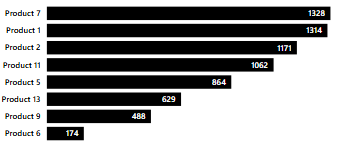 Product 7 1328
Product 1 1314
Product 2 1171
Product 11 1062
Product 5 864
Product 13 629
Product 9 488
Product 6 174